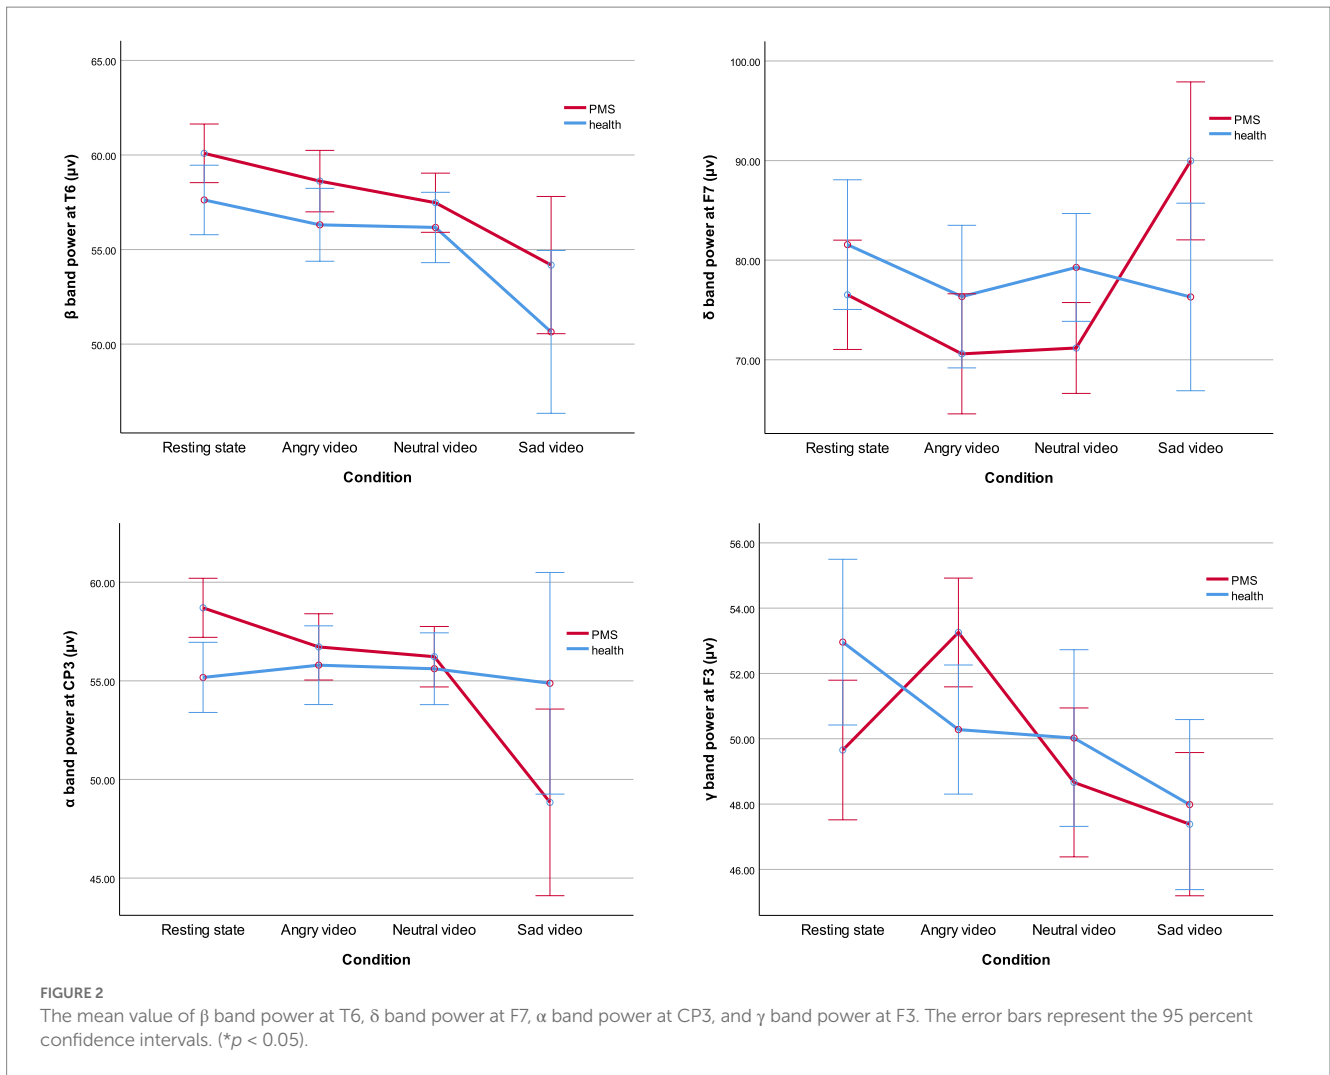 65.00
60.00
55.00
50.00
β band power at T6 (µv)
PMS
health
Resting state Angry video Neutral video Sad video
Condition
100.00
90.00
80.00
70.00
δ band power at F7 (µv)
PMS
health
Resting state Angry video Neutral video Sad video
Condition
60.00
55.00
50.00
45.00
α band power at CP3 (µv)
PMS
health
Resting state Angry video Neutral video Sad video
Condition
56.00
54.00
52.00
50.00
48.00
46.00
γ band power at F3 (µv)
PMS
health
Resting state Angry video Neutral video Sad video
Condition
FIGURE 2
The mean value of β band power at T6, δ band power at F7, α band power at CP3, and γ band power at F3. The error bars represent the 95 percent
confidence intervals. (*p < 0.05).